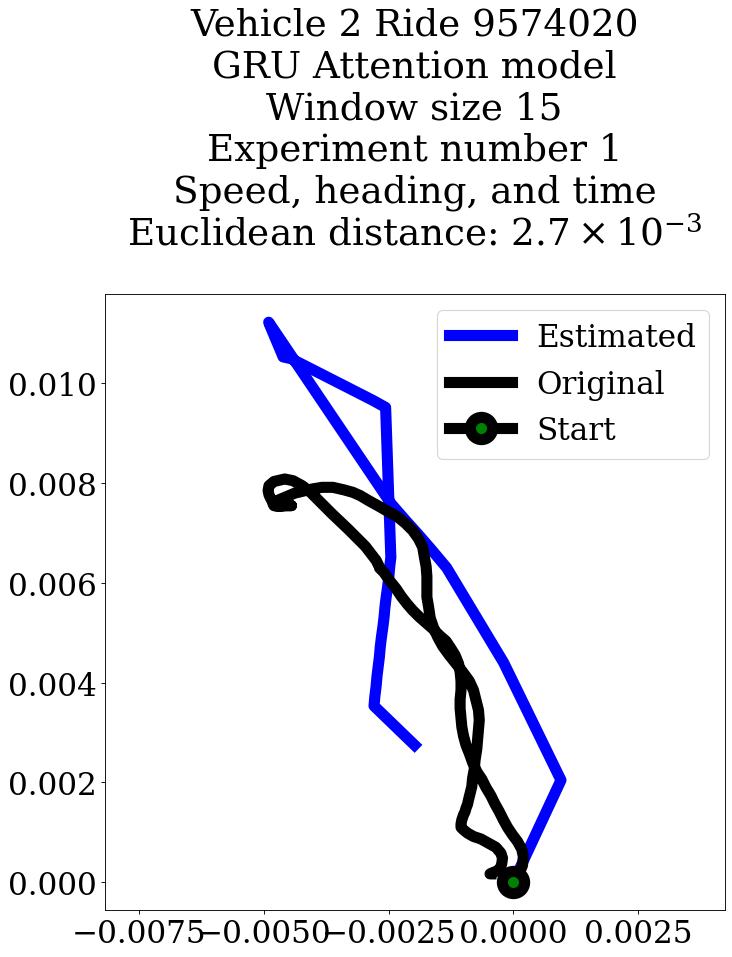 Vehicle 2 Ride 9574020
GRU Attention model
Window size 15
Experiment number 1
Speed, heading, and time
Euclidean distance: 2.7 × 10⁻³
Estimated
Original
Start
0.010
0.008
0.006
0.004
0.002
0.000
−0.0075 −0.0050 −0.0025 0.0000 0.0025